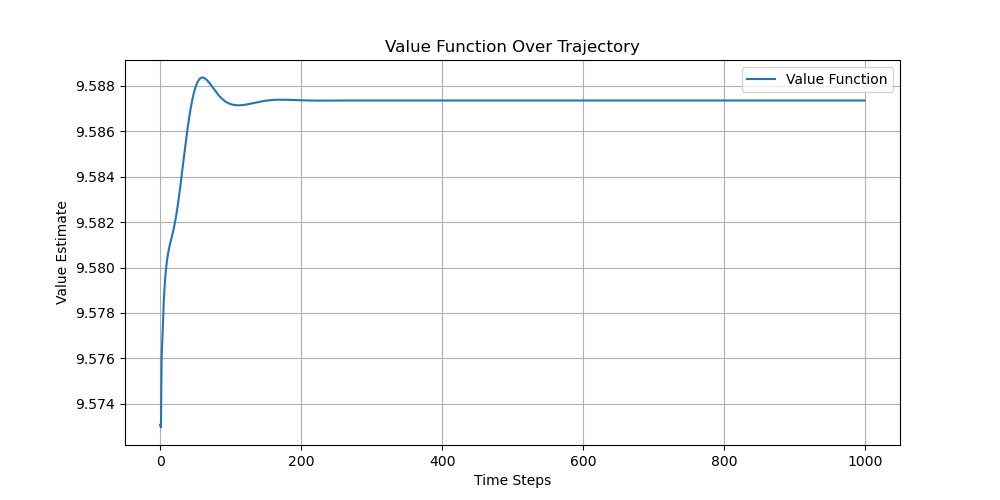 Value Function Over Trajectory
Value Function
9.588
9.586
9.584
9.582
9.580
9.578
9.576
9.574
Value Estimate
0 200 400 600 800 1000
Time Steps